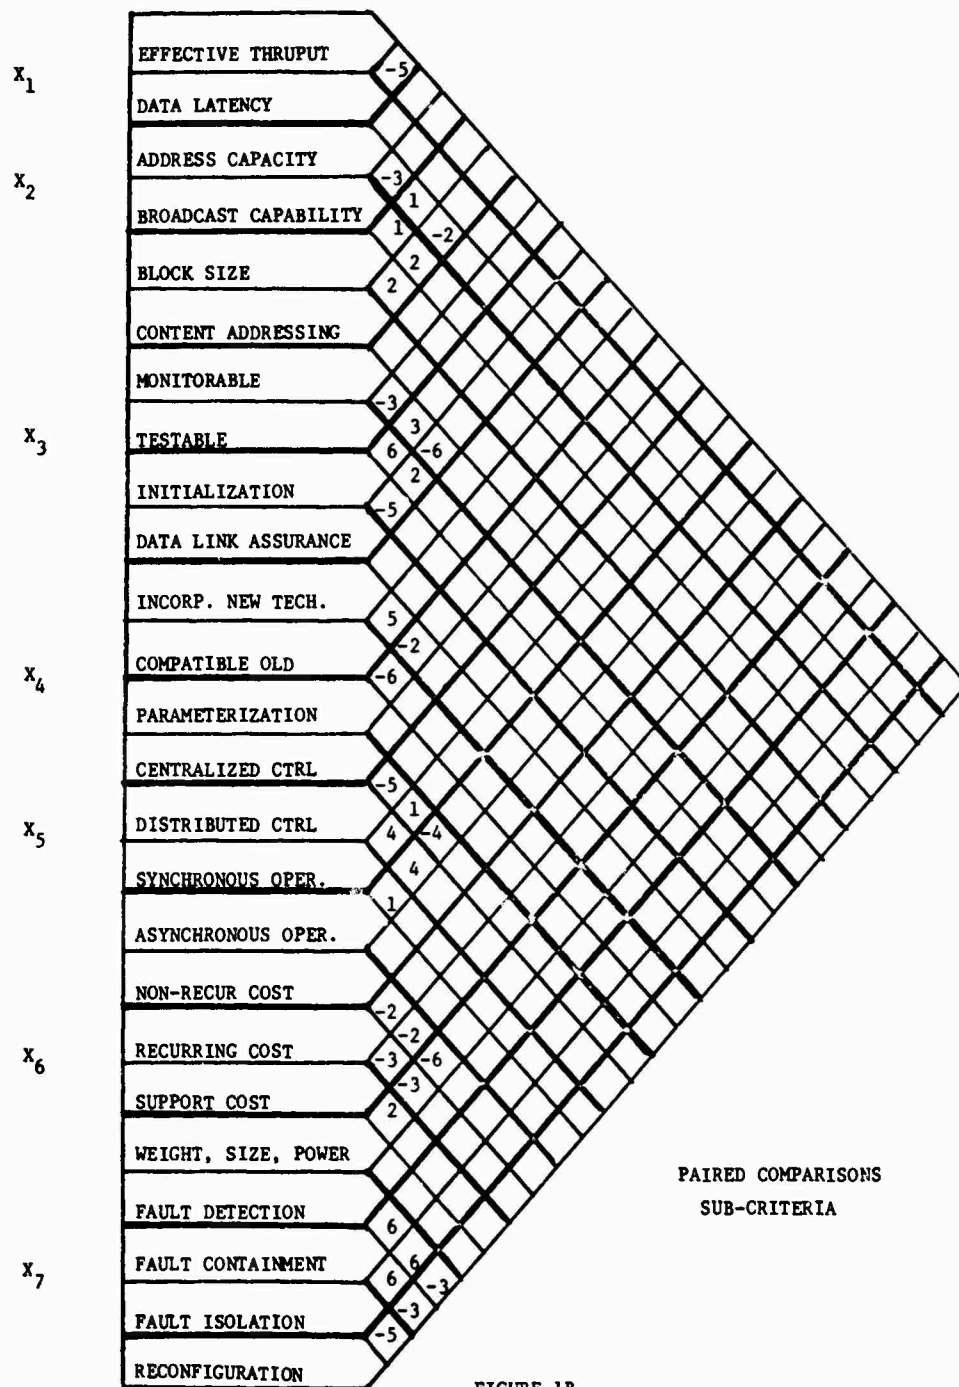 EFFECTIVE THRUPUT
-5
X1
DATA LATENCY
ADDRESS CAPACITY
-3
X2
1
BROADCAST CAPABILITY
1
-2
2
BLOCK SIZE
2
CONTENT ADDRESSING
MONITORABLE
-3
3
X3
TESTABLE
6
-6
2
INITIALIZATION
-5
DATA LINK ASSURANCE
INCORP. NEW TECH.
5
-2
COMPATIBLE OLD
X4
-6
PARAMETERIZATION
CENTRALIZED CTRL
-5
1
X5
DISTRIBUTED CTRL
4
-4
4
SYNCHRONOUS OPER.
1
ASYNCHRONOUS OPER.
NON-RECUR COST
-2
-2
X6
RECURRING COST
-3
-6
-3
SUPPORT COST
2
WEIGHT, SIZE, POWER
PAIRED COMPARISONS
SUB-CRITERIA
FAULT DETECTION
6
FAULT CONTAINMENT
6
X7
6
-3
-3
FAULT ISOLATION
-5
RECONFIGURATION
FIGURE 1B